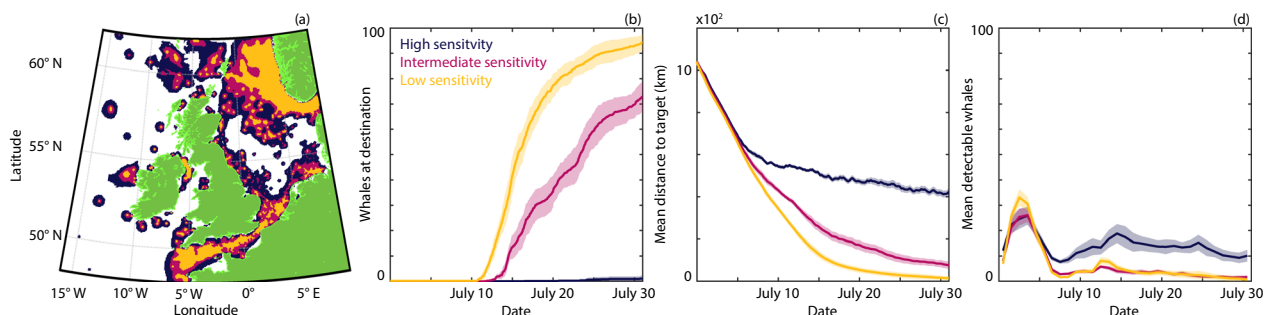 (a)
60° N
55° N
50° N
Latitude
15° W
10° W
5° W
0°
5° E
Longitude
(b)
100
High sensitvity
Intermediate sensitivity
Low sensitivity
Whales at destination
0
July 10
July 20
July 30
Date
(c)
x10²
10
Mean distance to target (km)
0
July 10
July 20
July 30
Date
(d)
100
Mean detectable whales
0
July 10
July 20
July 30
Date